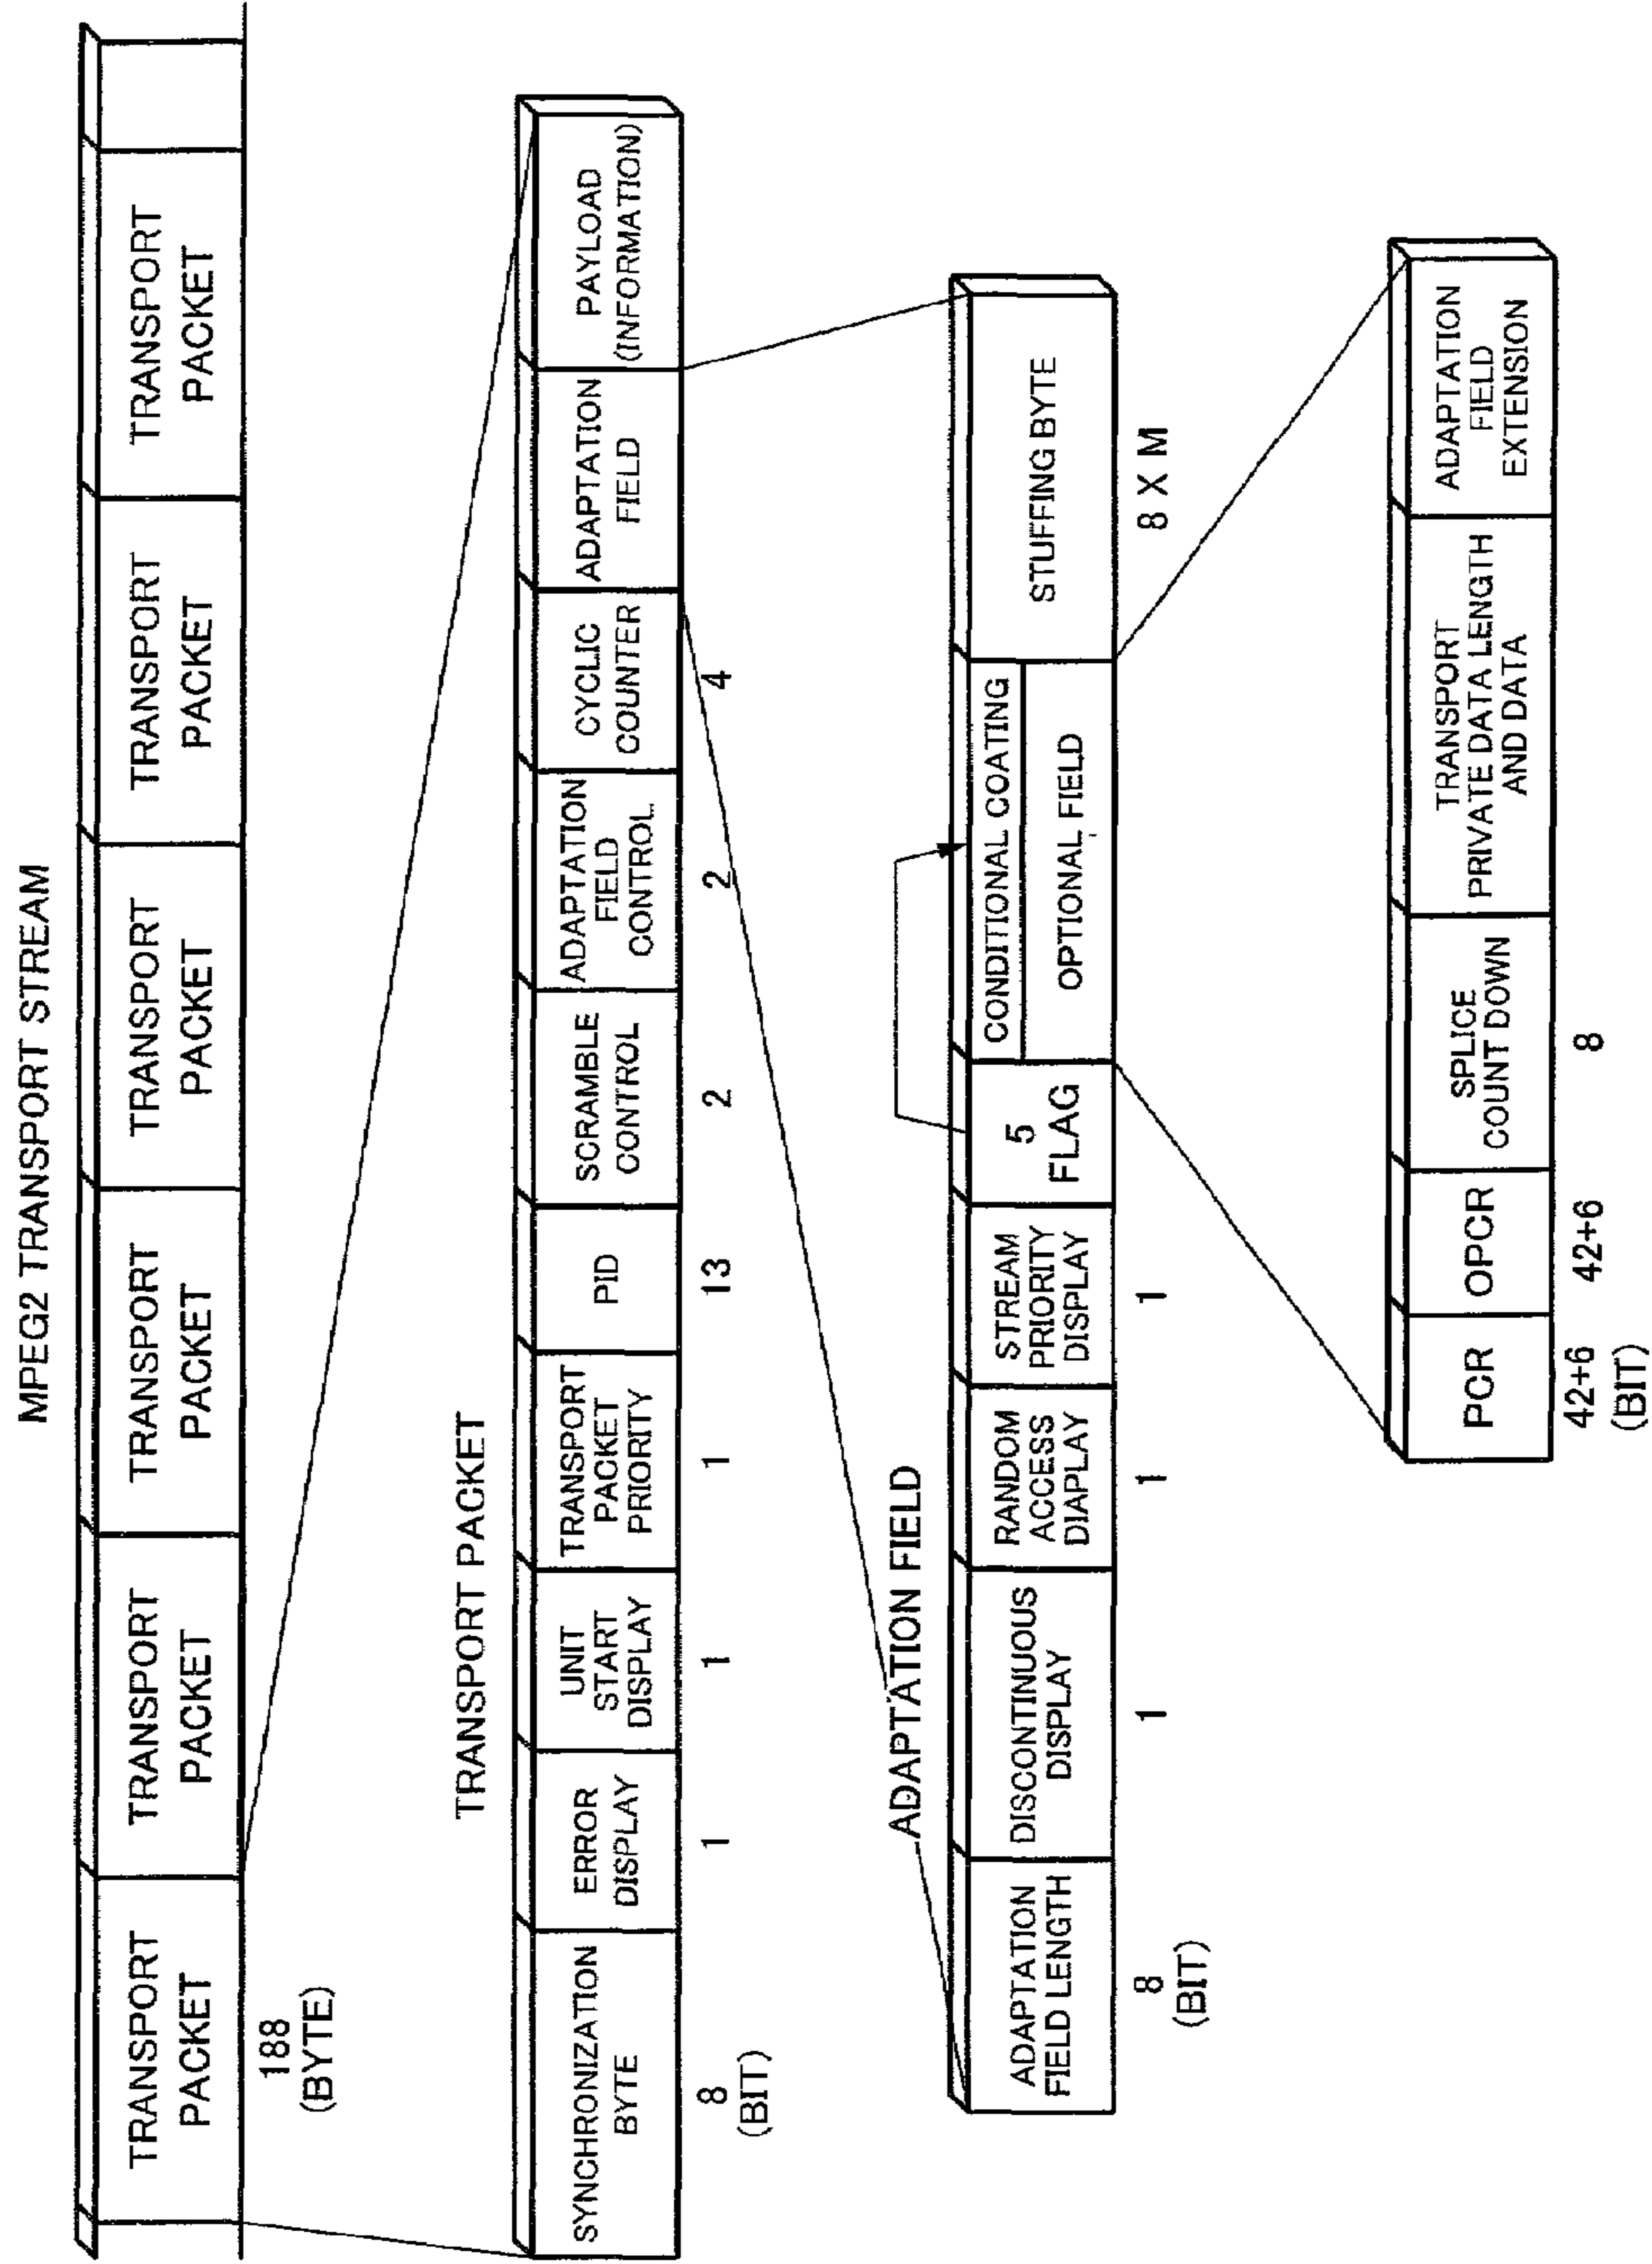 MPEG2 TRANSPORT STREAM
TRANSPORT
PACKET
TRANSPORT
PACKET
TRANSPORT
PACKET
TRANSPORT
PACKET
TRANSPORT
PACKET
TRANSPORT
PACKET
188
(BYTE)
TRANSPORT PACKET
SYNCHRONIZATION
BYTE
ERROR
DISPLAY
UNIT
START
DISPLAY
TRANSPORT
PACKET
PRIORITY
PID
SCRAMBLE
CONTROL
ADAPTATION
FIELD
CONTROL
CYCLIC
COUNTER
ADAPTATION
FIELD
PAYLOAD
(INFORMATION)
8
(BIT)
1
1
1
13
2
2
4
ADAPTATION FIELD
ADAPTATION
FIELD LENGTH
DISCONTINUOUS
DISPLAY
RANDOM
ACCESS
DIAPLAY
STREAM
PRIORITY
DISPLAY
5
FLAG
CONDITIONAL COATING
OPTIONAL FIELD
STUFFING BYTE
8
(BIT)
1
1
1
8 X M
PCR
OPCR
SPLICE
COUNT DOWN
TRANSPORT
PRIVATE DATA LENGTH
AND DATA
ADAPTATION
FIELD
EXTENSION
42+6
(BIT)
42+6
8